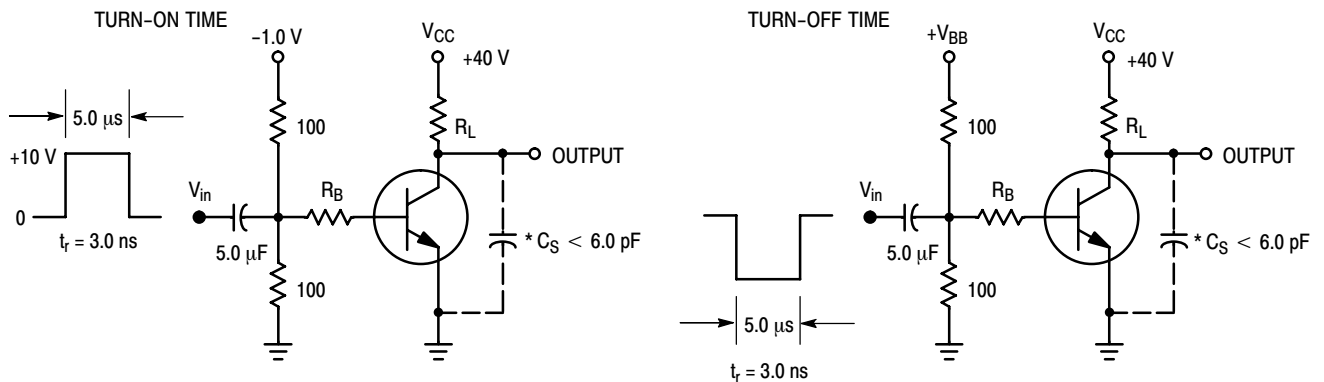 TURN-ON TIME
-1.0 V
VCC
+40 V
5.0 µs
100
RL
OUTPUT
+10 V
Vin
RB
0
tr = 3.0 ns
5.0 µF
* CS < 6.0 pF
100
TURN-OFF TIME
+VBB
VCC
+40 V
100
RL
OUTPUT
Vin
RB
5.0 µF
* CS < 6.0 pF
100
5.0 µs
tr = 3.0 ns